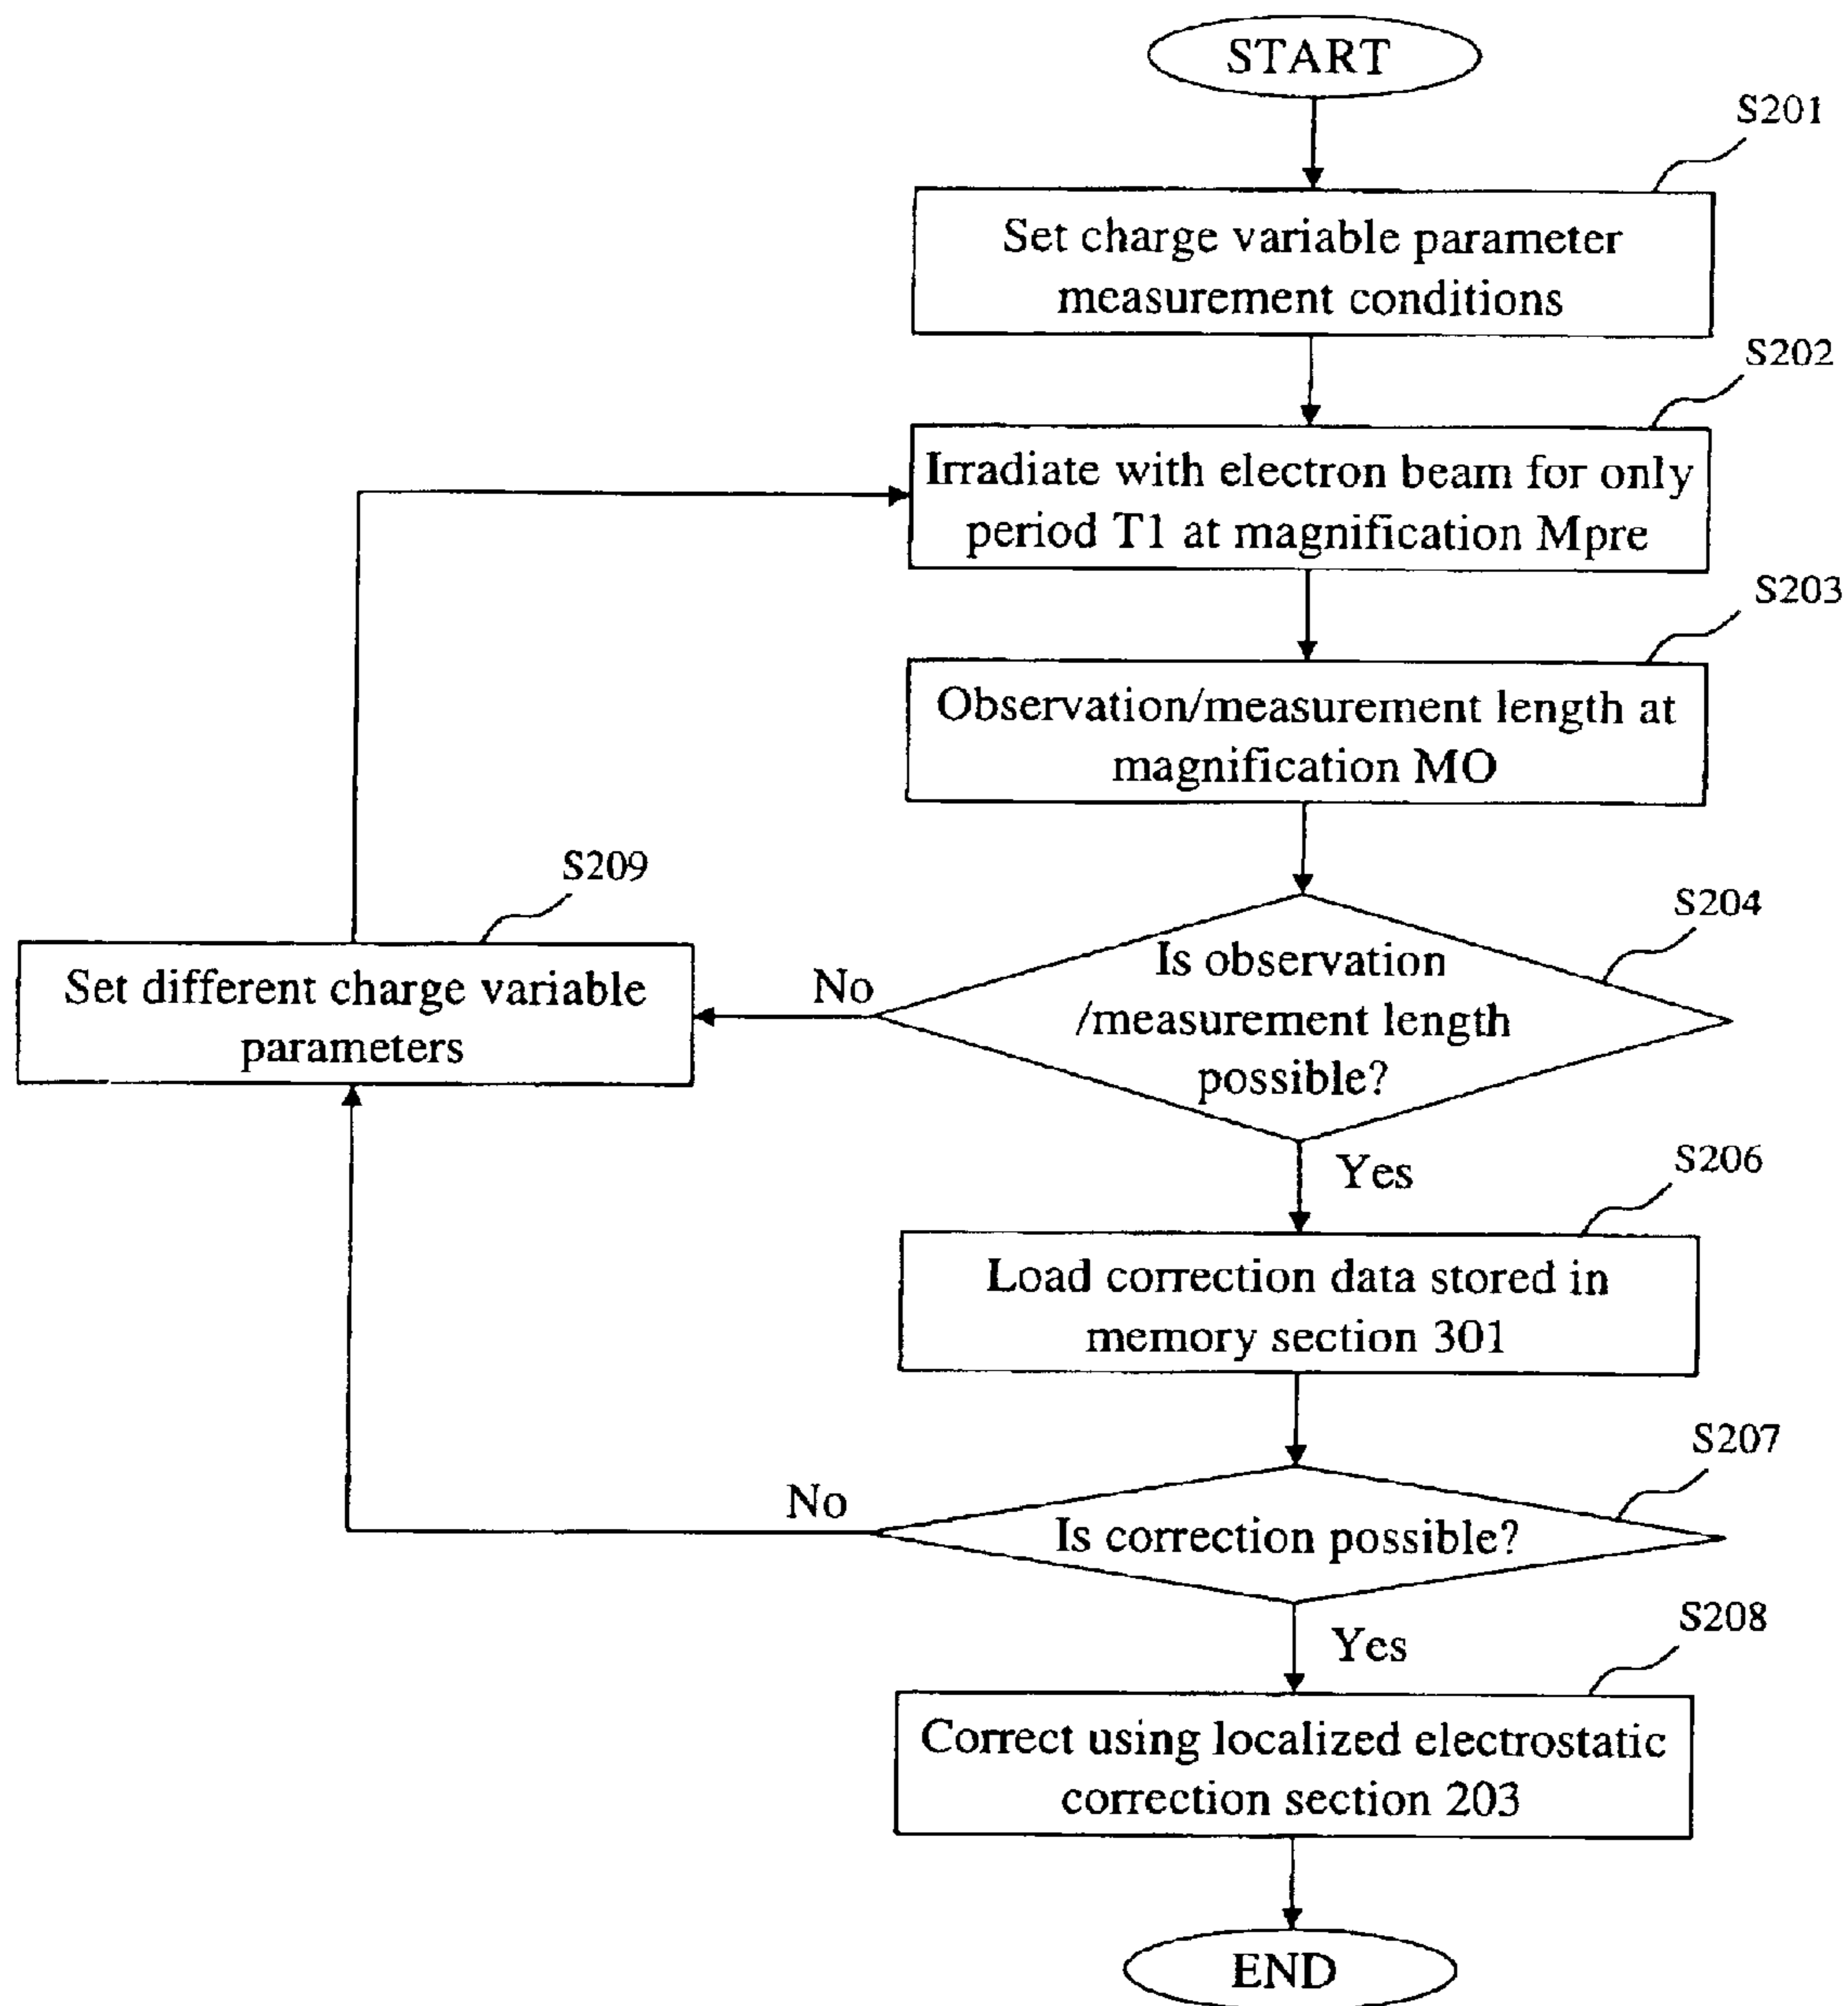 START
S201
Set charge variable parameter
measurement conditions
S202
Irradiate with electron beam for only
period T1 at magnification Mpre
S203
Observation/measurement length at
magnification MO
S209
Set different charge variable
parameters
No
S204
Is observation
/measurement length
possible?
Yes
S206
Load correction data stored in
memory section 301
S207
No
Is correction possible?
Yes
S208
Correct using localized electrostatic
correction section 203
END